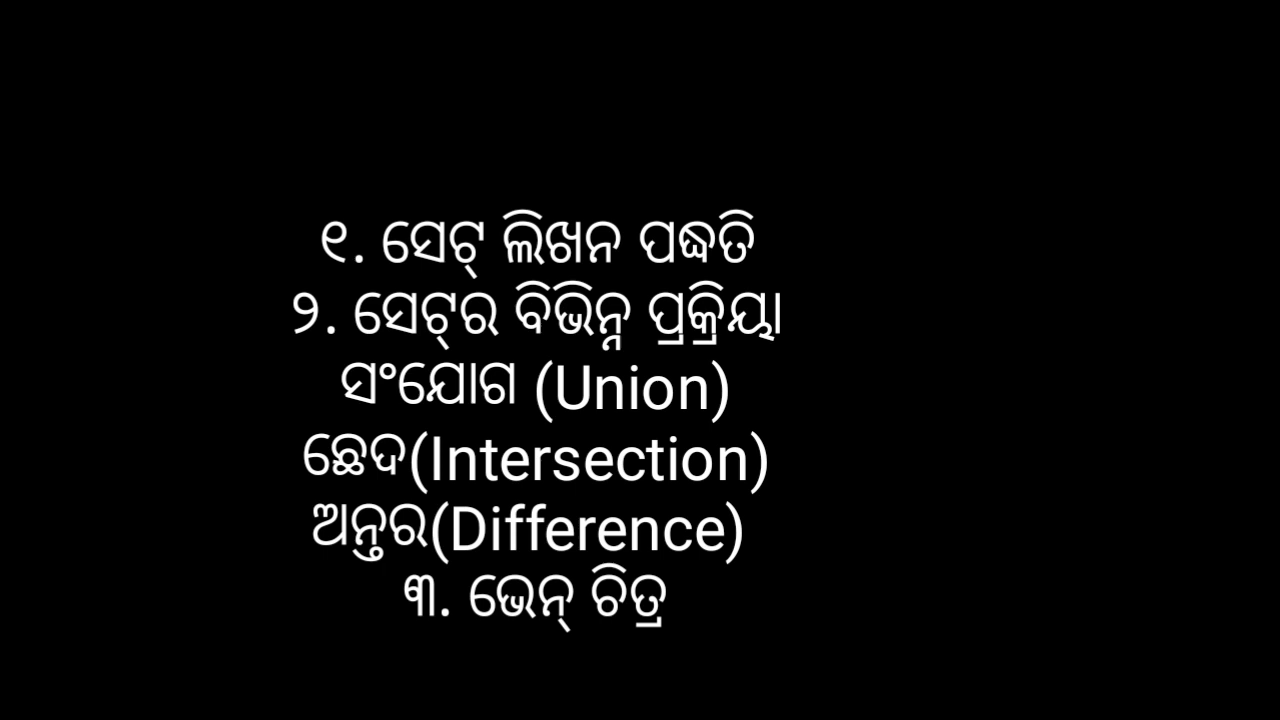 ୧. ସେଟ୍ ଲିଖନ ପଦ୍ଧତି
୨. ସେଟ୍‌ର ବିଭିନ୍ନ ପ୍ରକ୍ରିୟା
ସଂଯୋଗ (Union)
ଛେଦ(Intersection)
ଅନ୍ତର(Difference)
୩. ଭେନ୍ ଚିତ୍ର